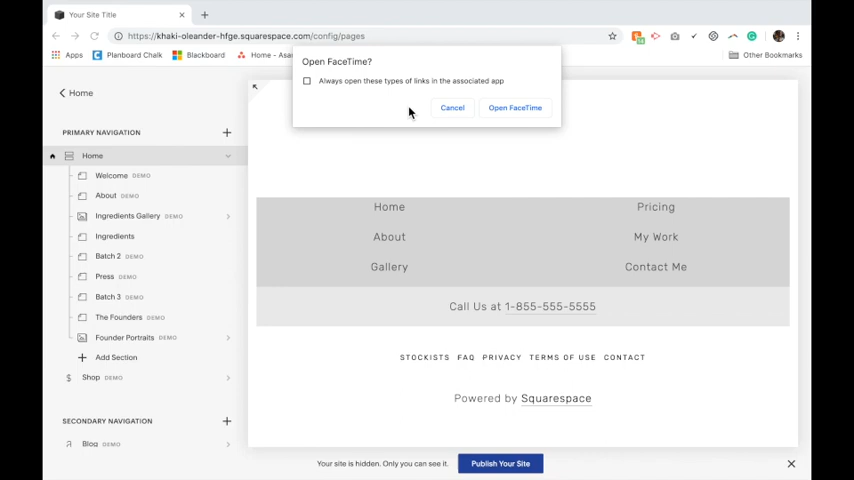 Your Site Title
https://khaki-oleander-hfge.squarespace.com/config/pages
14
Apps
Planboard Chalk
Blackboard
Home - Asa
Other Bookmarks
Open FaceTime?
Always open these types of links in the associated app
Cancel
Open FaceTime
Home
PRIMARY NAVIGATION
Home
Welcome DEMO
About DEMO
Ingredients Gallery DEMO
Ingredients
Batch 2 DEMO
Press DEMO
Batch 3 DEMO
The Founders DEMO
Founder Portraits DEMO
Add Section
Shop DEMO
SECONDARY NAVIGATION
Blog DEMO
Home
Pricing
About
My Work
Gallery
Contact Me
Call Us at 1-855-555-5555
STOCKISTS FAQ PRIVACY TERMS OF USE CONTACT
Powered by Squarespace
Your site is hidden. Only you can see it.
Publish Your Site